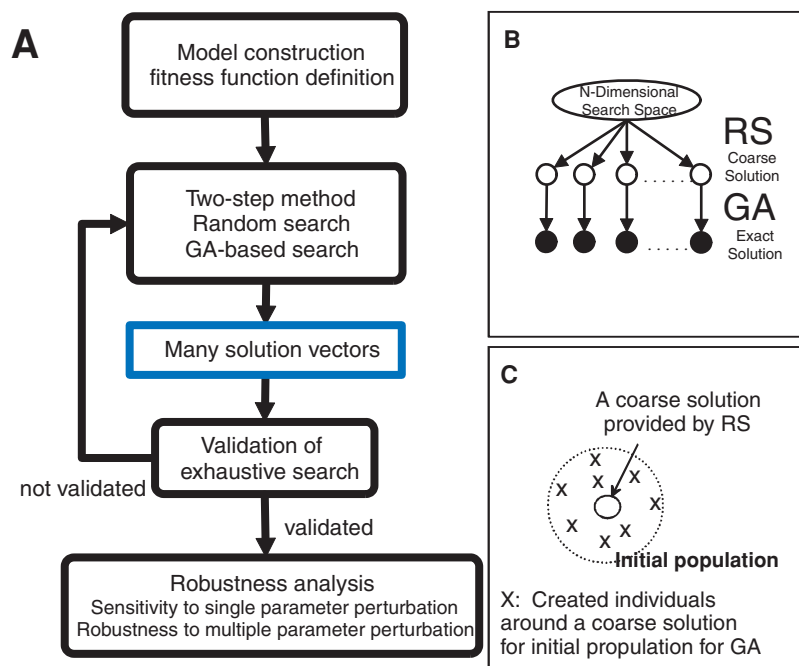 A
Model construction
fitness function definition
Two-step method
Random search
GA-based search
Many solution vectors
Validation of
exhaustive search
not validated
validated
Robustness analysis
Sensitivity to single parameter perturbation
Robustness to multiple parameter perturbation
B
N-Dimensional
Search Space
RS
Coarse
Solution
GA
Exact
Solution
C
A coarse solution
provided by RS
X
X
X
X
X
X
X
X
Initial population
X: Created individuals
around a coarse solution
for initial propulation for GA